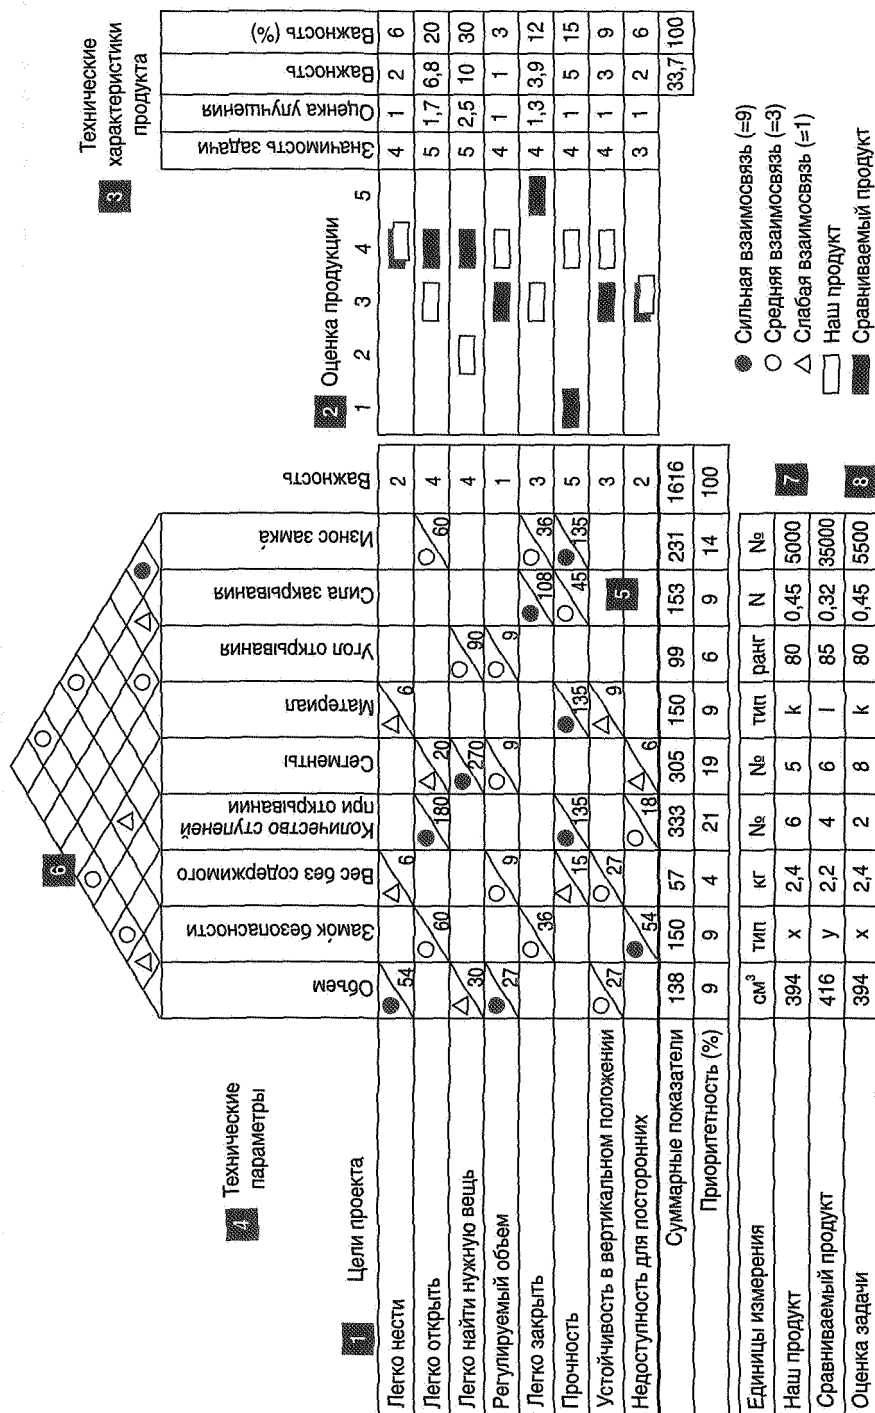 6
4 Технические
параметры
3 Технические
характеристики
продукта
1 Цели проекта
Объем
Замо́к безопасности
Вес без содержимого
Количество ступеней
при открывании
Сегменты
Материал
Угол открывания
Сила закрывания
Износ замка́
Важность
2 Оценка продукции
1 2 3 4 5
Значимость задачи
Оценка улучшения
Важность
Важность (%)
Легко нести 54 6 6 2 4 1 2 6
Легко открыть 60 180 20 60 4 5 1,7 6,8 20
Легко найти нужную вещь 30 270 90 4 5 2,5 10 30
Регулируемый объем 27 9 9 9 1 4 1 1 3
Легко закрыть 36 108 36 3 4 1,3 3,9 12
Прочность 15 135 135 45 135 5 4 1 5 15
Устойчивость в вертикальном положении 27 27 9 5 3 4 1 3 9
Недоступность для посторонних 54 18 6 2 3 1 2 6
Суммарные показатели 138 150 57 333 305 150 99 153 231 1616 33,7 100
Приоритетность (%) 9 9 4 21 19 9 6 9 14 100
Единицы измерения см³ тип кг № № тип ранг N №
Наш продукт 394 x 2,4 6 5 k 80 0,45 5000 7
Сравниваемый продукт 416 y 2,2 4 6 l 85 0,32 35000
Оценка задачи 394 x 2,4 2 8 k 80 0,45 5500 8
Сильная взаимосвязь (=9)
Средняя взаимосвязь (=3)
Слабая взаимосвязь (=1)
Наш продукт
Сравниваемый продукт